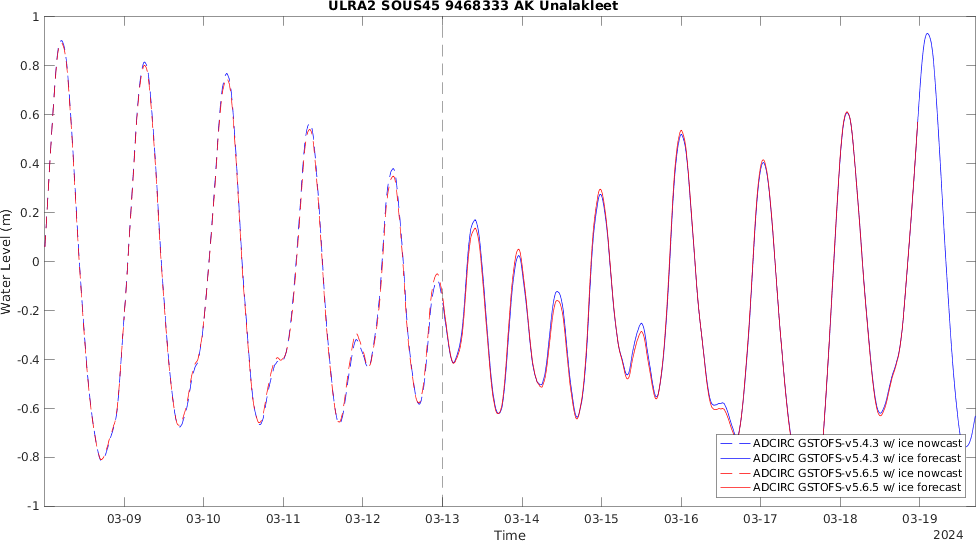 ULRA2 SOUS45 9468333 AK Unalakleet
1
0.8
0.6
0.4
0.2
0
-0.2
-0.4
-0.6
-0.8
-1
Water Level (m)
ADCIRC GSTOFS-v5.4.3 w/ ice nowcast
ADCIRC GSTOFS-v5.4.3 w/ ice forecast
ADCIRC GSTOFS-v5.6.5 w/ ice nowcast
ADCIRC GSTOFS-v5.6.5 w/ ice forecast
03-09 03-10 03-11 03-12 03-13 03-14 03-15 03-16 03-17 03-18 03-19
Time
2024